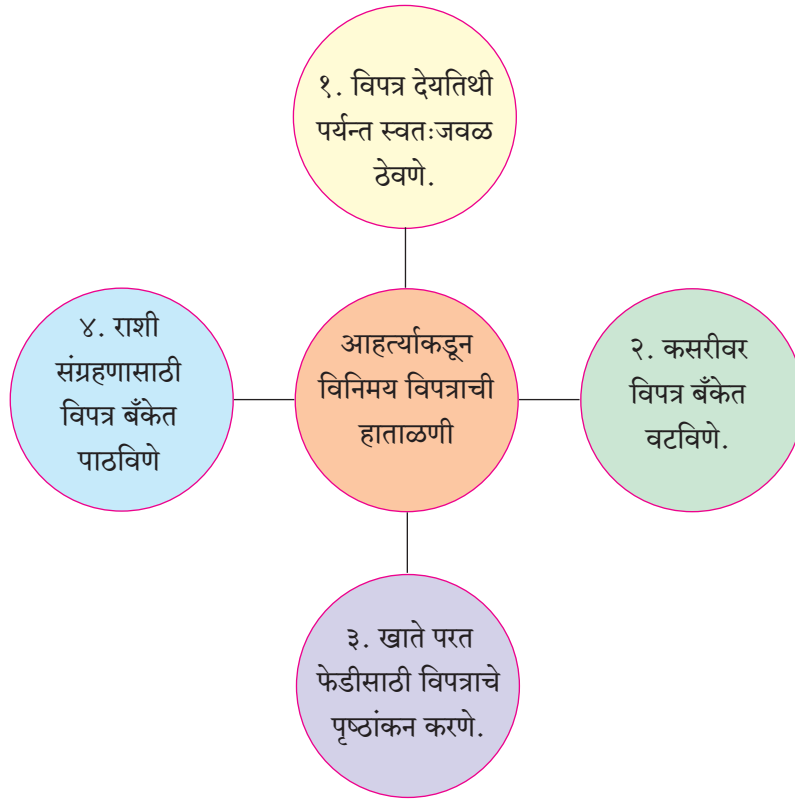 १. विपत्र देयतिथी
पर्यन्त स्वतःजवळ
ठेवणे.
४. राशी
संग्रहणासाठी
विपत्र बँकेत
पाठविणे
आहर्त्याकडून
विनिमय विपत्राची
हाताळणी
२. कसरीवर
विपत्र बँकेत
वटविणे.
३. खाते परत
फेडीसाठी विपत्राचे
पृष्ठांकन करणे.